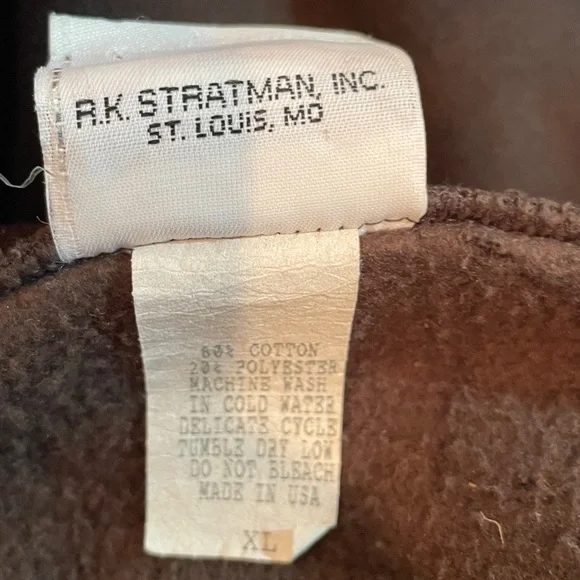 R.K. STRATMAN, INC.
ST. LOUIS, MO
80% COTTON
20% POLYESTER
MACHINE WASH
IN COLD WATER
DELICATE CYCLE
TUMBLE DRY LOW
DO NOT BLEACH
MADE IN USA
XL